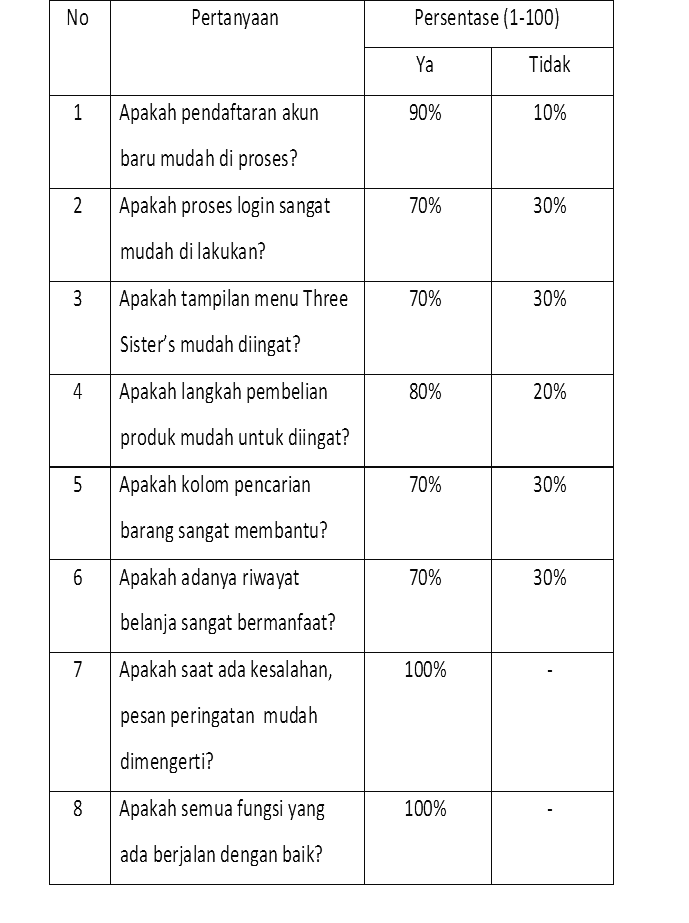 No Pertanyaan Persentase (1-100)
Ya Tidak
1 Apakah pendaftaran akun 90% 10%
baru mudah di proses?
2 Apakah proses login sangat 70% 30%
mudah di lakukan?
3 Apakah tampilan menu Three 70% 30%
Sister’s mudah diingat?
4 Apakah langkah pembelian 80% 20%
produk mudah untuk diingat?
5 Apakah kolom pencarian 70% 30%
barang sangat membantu?
6 Apakah adanya riwayat 70% 30%
belanja sangat bermanfaat?
7 Apakah saat ada kesalahan, 100% -
pesan peringatan mudah
dimengerti?
8 Apakah semua fungsi yang 100% -
ada berjalan dengan baik?